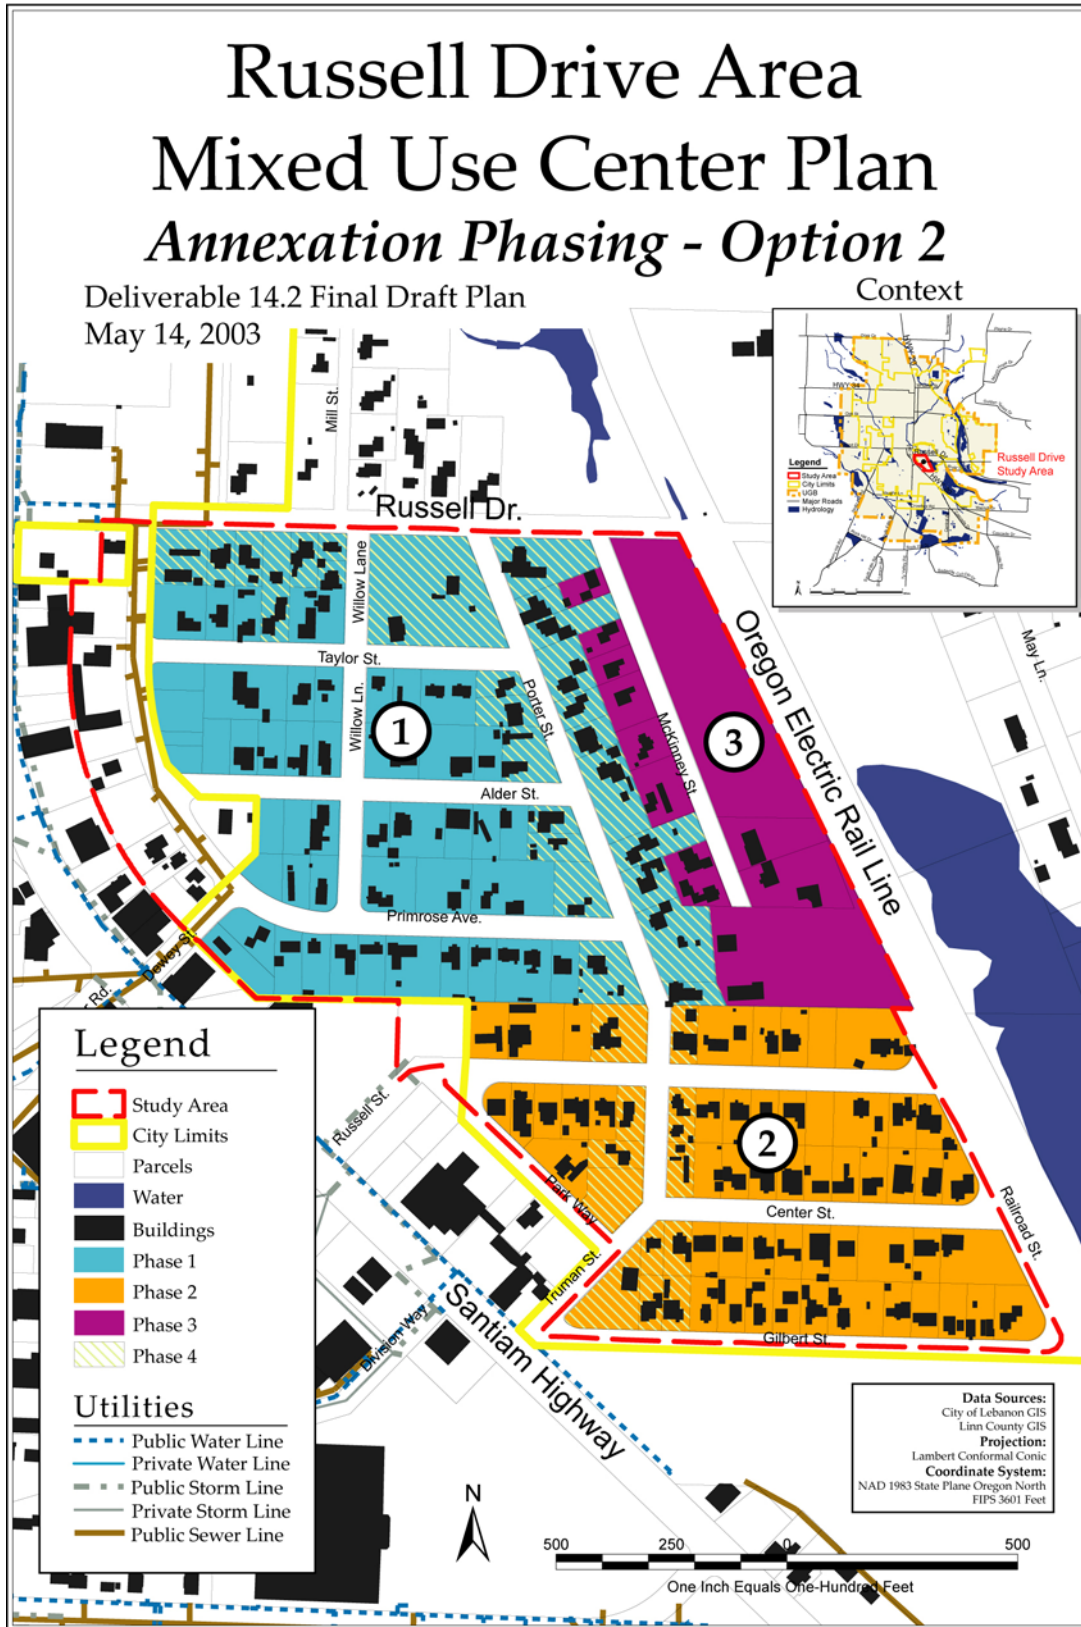 Russell Drive Area
Mixed Use Center Plan
Annexation Phasing - Option 2
Deliverable 14.2 Final Draft Plan
May 14, 2003
Context
HWY 34
Russell Dr.
Russell Drive
Study Area
Legend
Study Area
City Limits
UGB
Major Roads
Hydrology
Mill St.
Russell Dr.
Willow Lane
Taylor St.
Willow Ln.
Porter St.
McKinney St.
Oregon Electric Rail Line
May Ln.
1
3
Alder St.
Primrose Ave.
Dewey St.
r Rd.
Russell St.
Park Way
2
Center St.
Railroad St.
Truman St.
Gilbert St.
Division Way
Santiam Highway
Legend
Study Area
City Limits
Parcels
Water
Buildings
Phase 1
Phase 2
Phase 3
Phase 4
Utilities
Public Water Line
Private Water Line
Public Storm Line
Private Storm Line
Public Sewer Line
Data Sources:
City of Lebanon GIS
Linn County GIS
Projection:
Lambert Conformal Conic
Coordinate System:
NAD 1983 State Plane Oregon North
FIPS 3601 Feet
N
500 250 0 500
One Inch Equals One-Hundred Feet